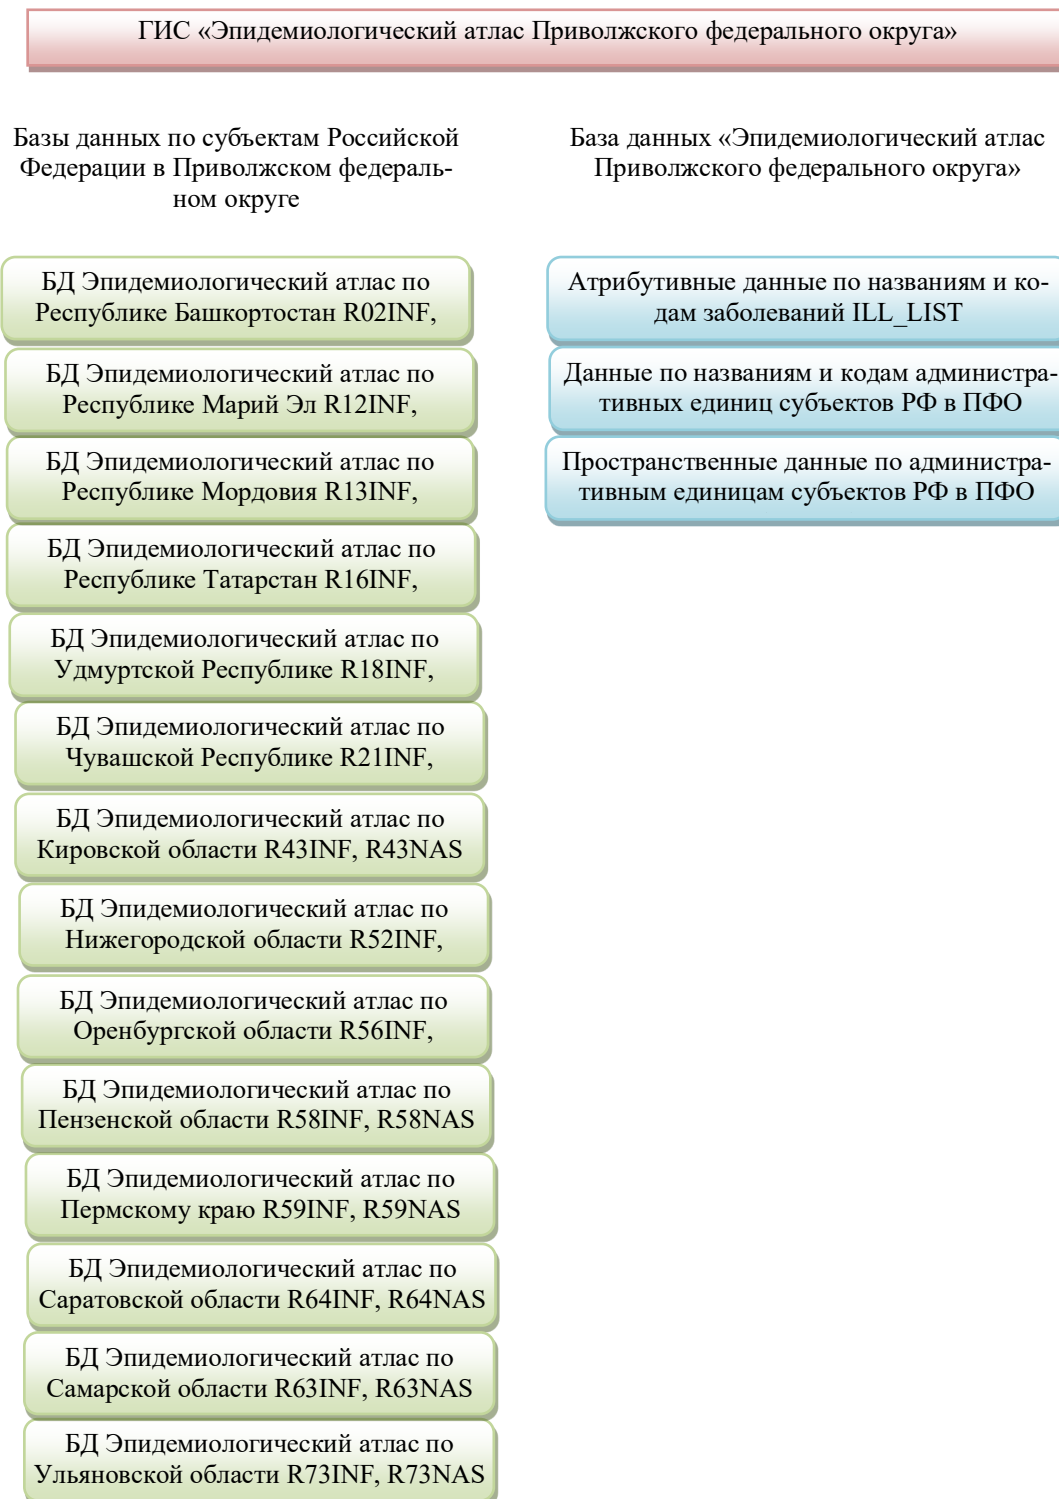 ГИС «Эпидемиологический атлас Приволжского федерального округа»
Базы данных по субъектам Российской
Федерации в Приволжском федераль-
ном округе
БД Эпидемиологический атлас по
Республике Башкортостан R02INF,
БД Эпидемиологический атлас по
Республике Марий Эл R12INF,
БД Эпидемиологический атлас по
Республике Мордовия R13INF,
БД Эпидемиологический атлас по
Республике Татарстан R16INF,
БД Эпидемиологический атлас по
Удмуртской Республике R18INF,
БД Эпидемиологический атлас по
Чувашской Республике R21INF,
БД Эпидемиологический атлас по
Кировской области R43INF, R43NAS
БД Эпидемиологический атлас по
Нижегородской области R52INF,
БД Эпидемиологический атлас по
Оренбургской области R56INF,
БД Эпидемиологический атлас по
Пензенской области R58INF, R58NAS
БД Эпидемиологический атлас по
Пермскому краю R59INF, R59NAS
БД Эпидемиологический атлас по
Саратовской области R64INF, R64NAS
БД Эпидемиологический атлас по
Самарской области R63INF, R63NAS
БД Эпидемиологический атлас по
Ульяновской области R73INF, R73NAS
База данных «Эпидемиологический атлас
Приволжского федерального округа»
Атрибутивные данные по названиям и ко-
дам заболеваний ILL_LIST
Данные по названиям и кодам администра-
тивных единиц субъектов РФ в ПФО
Пространственные данные по администра-
тивным единицам субъектов РФ в ПФО